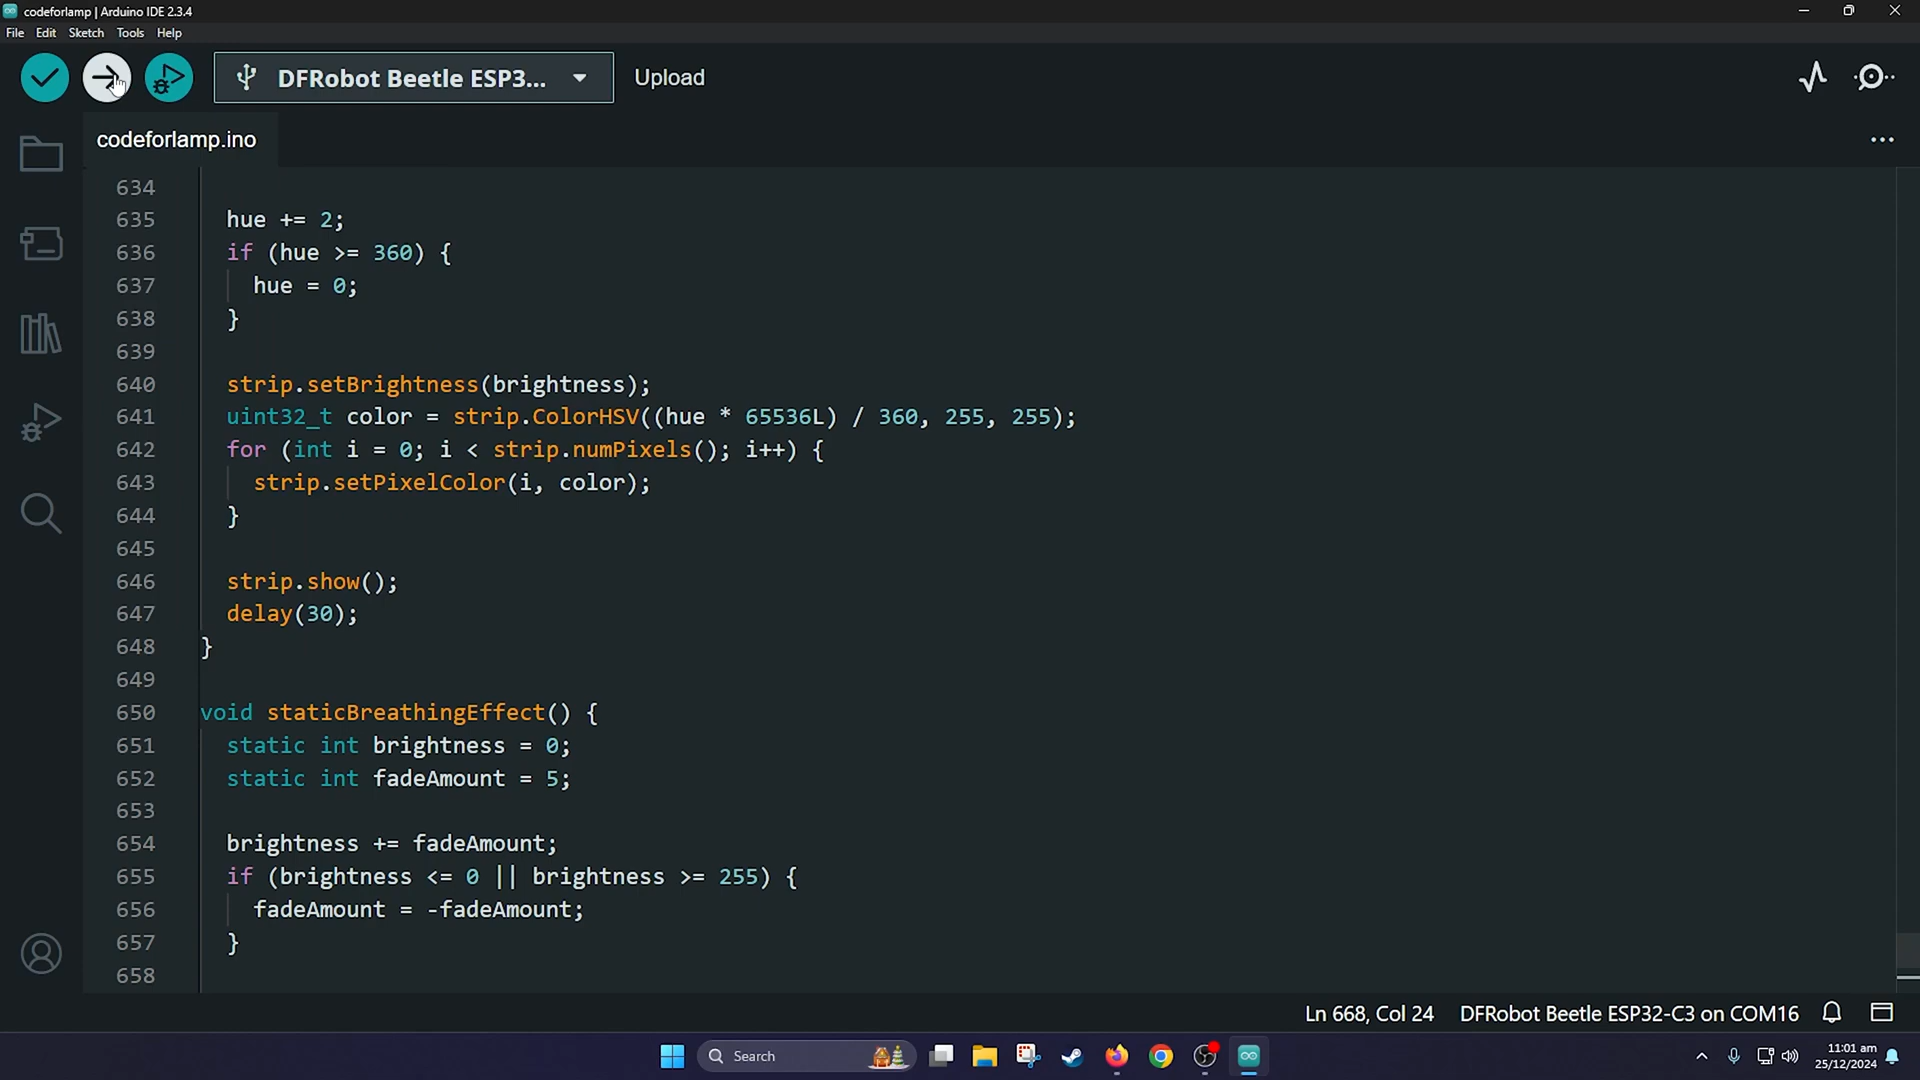 codeforlamp | Arduino IDE 2.3.4
File Edit Sketch Tools Help
DFRobot Beetle ESP3... Upload
codeforlamp.ino
634
635 hue += 2;
636 if (hue >= 360) {
637 hue = 0;
638 }
639
640 strip.setBrightness(brightness);
641 uint32_t color = strip.ColorHSV((hue * 65536L) / 360, 255, 255);
642 for (int i = 0; i < strip.numPixels(); i++) {
643 strip.setPixelColor(i, color);
644 }
645
646 strip.show();
647 delay(30);
648 }
649
650 void staticBreathingEffect() {
651 static int brightness = 0;
652 static int fadeAmount = 5;
653
654 brightness += fadeAmount;
655 if (brightness <= 0 || brightness >= 255) {
656 fadeAmount = -fadeAmount;
657 }
658
Ln 668, Col 24 DFRobot Beetle ESP32-C3 on COM16
Search
11:01 am
25/12/2024